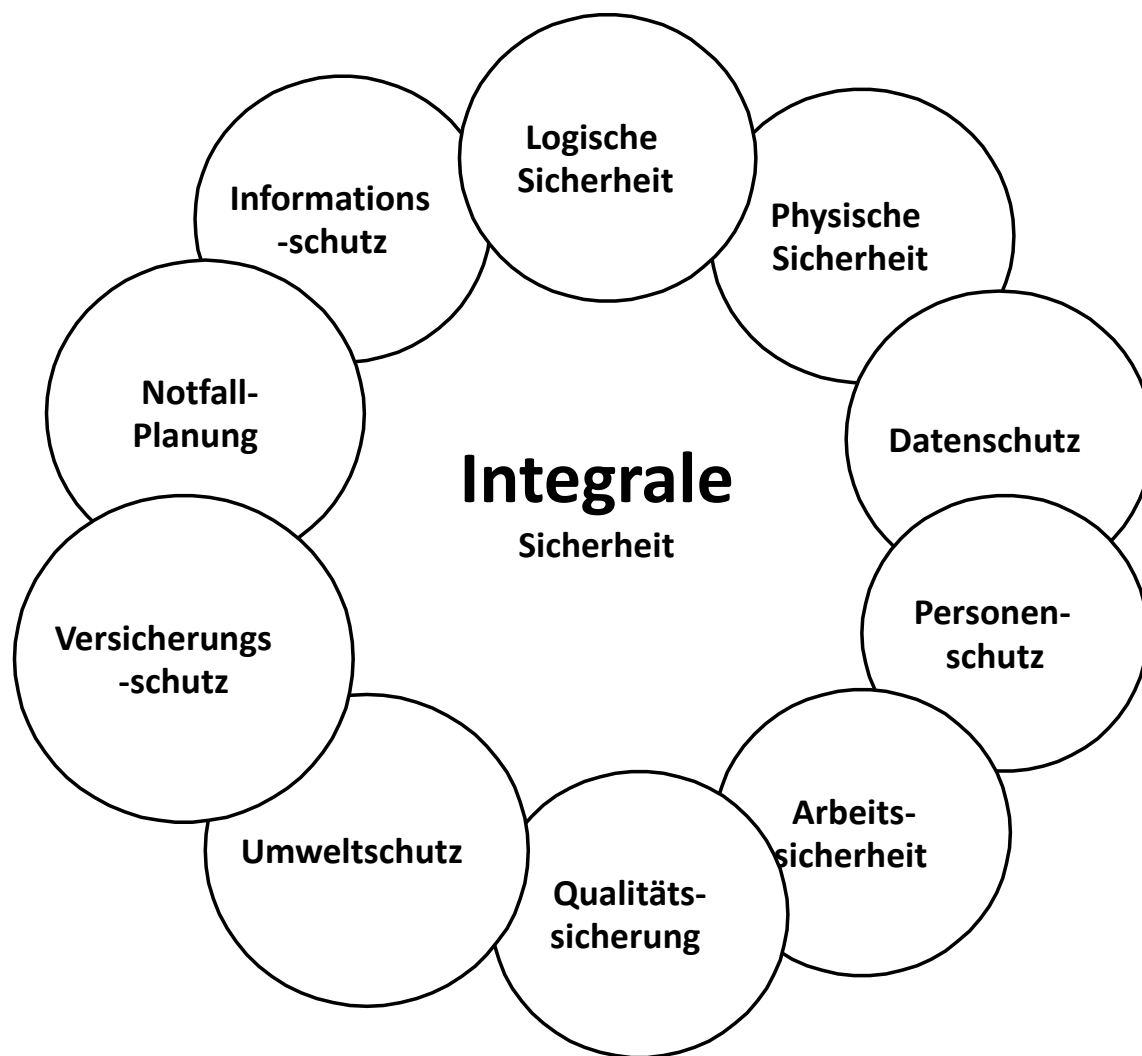 Logische
Sicherheit
Physische
Sicherheit
Datenschutz
Personen-
schutz
Arbeits-
sicherheit
Qualitäts-
sicherung
Umweltschutz
Versicherungs
-schutz
Notfall-
Planung
Informations
-schutz
Integrale
Sicherheit